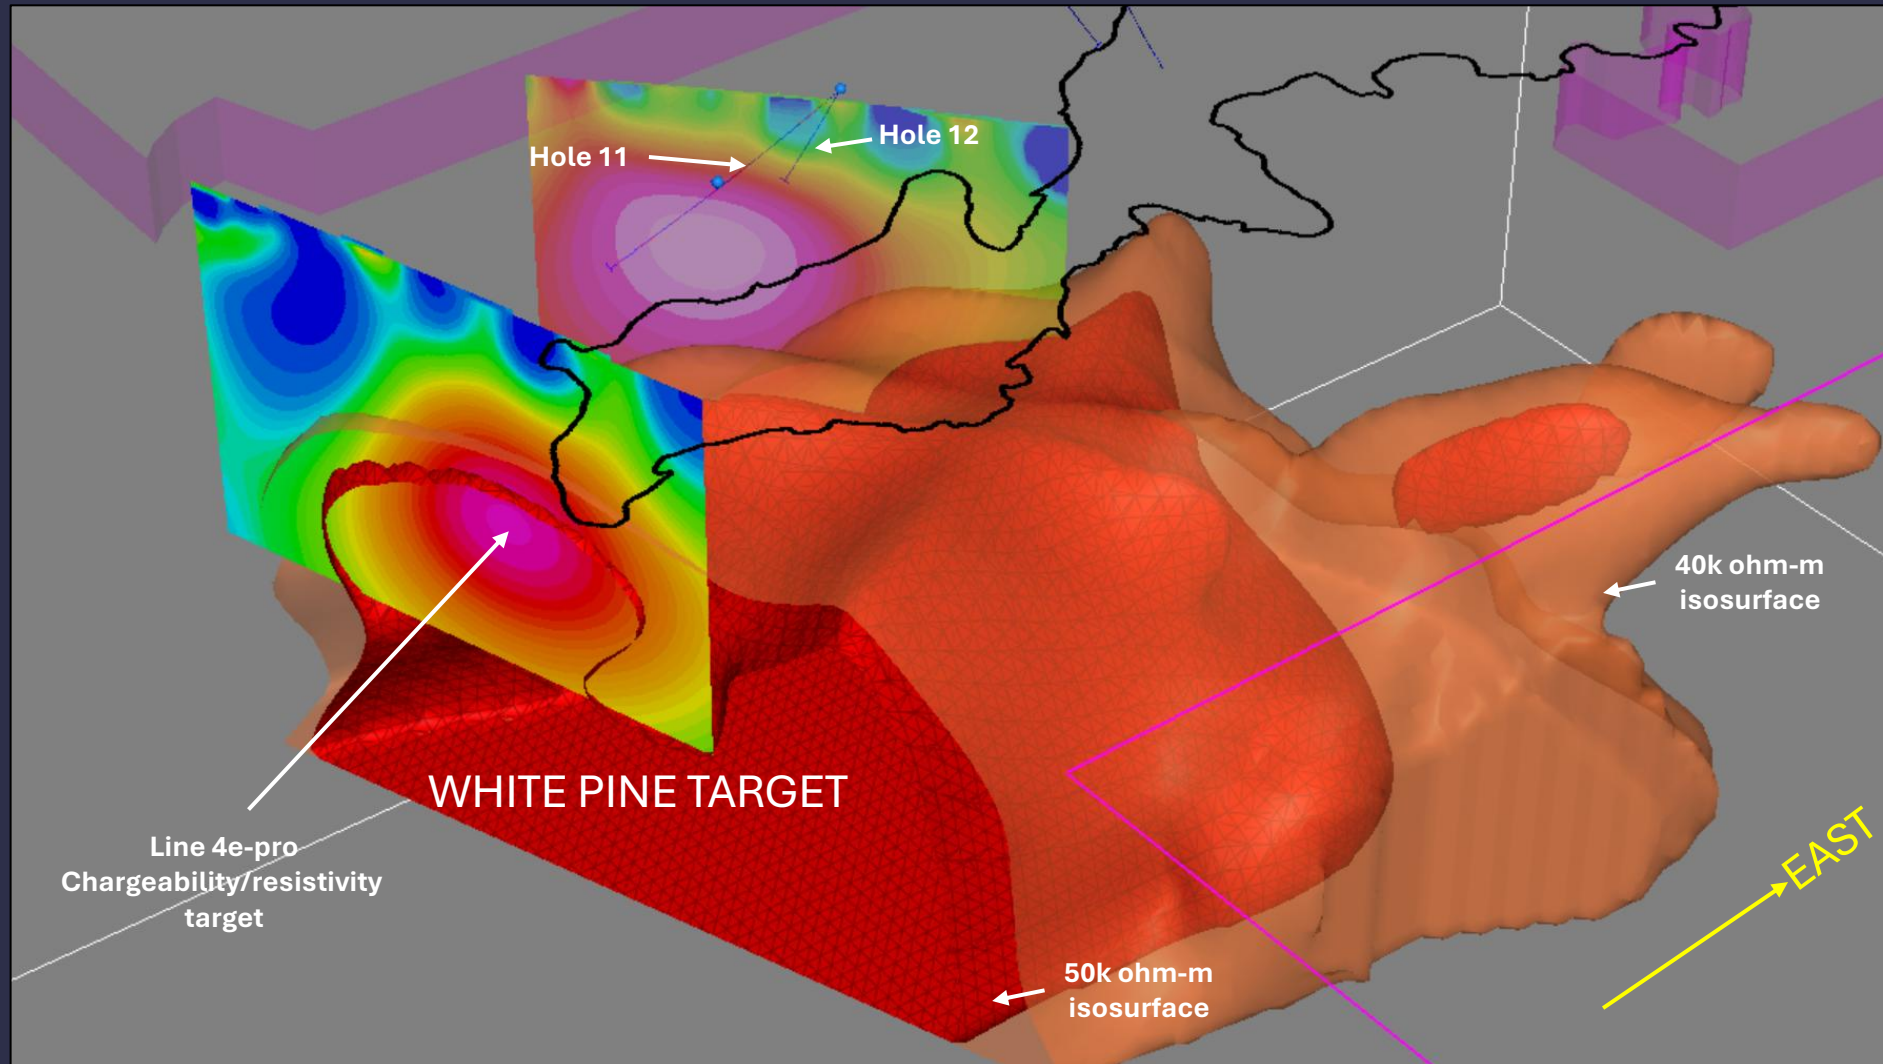 Hole 12
Hole 11
40k ohm-m
isosurface
WHITE PINE TARGET
EAST
Line 4e-pro
Chargeability/resistivity
target
50k ohm-m
isosurface